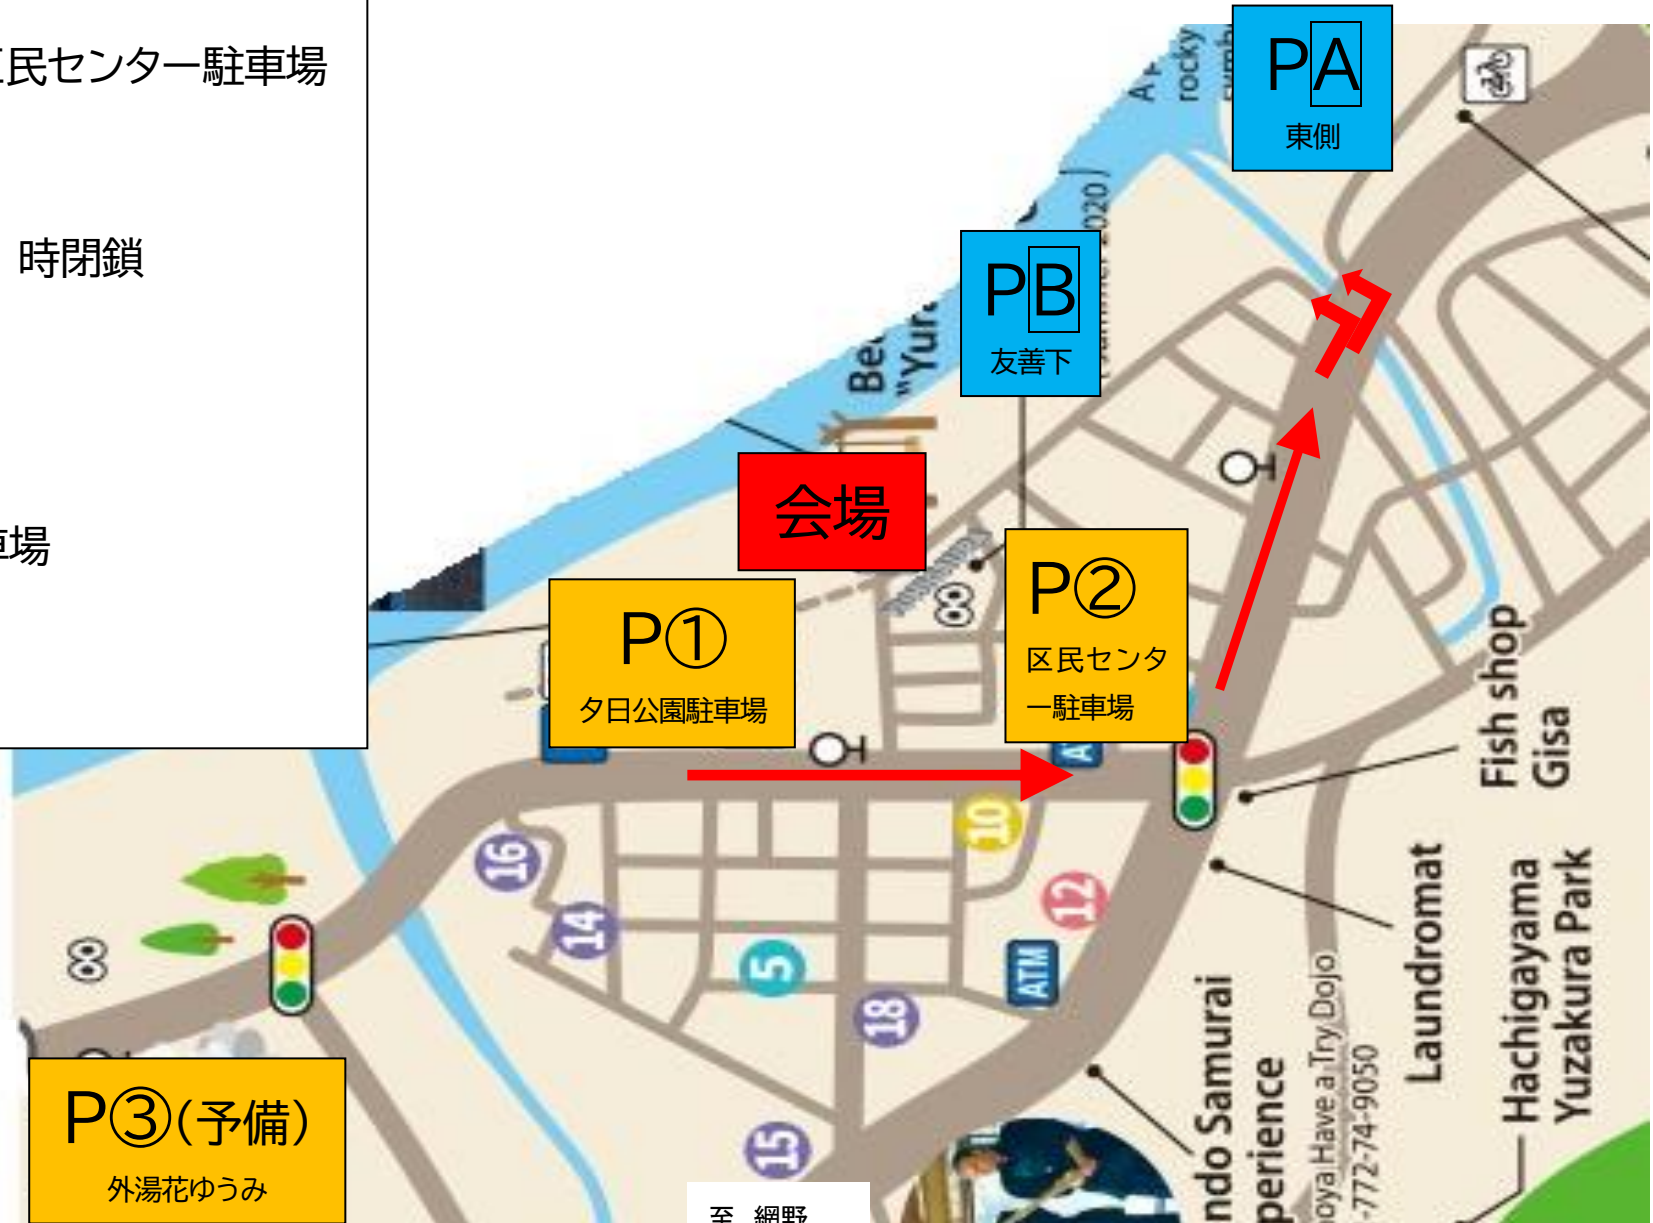 区民センター駐車場
時閉鎖
車場
PA
東側
PB
友善下
会場
P①
夕日公園駐車場
P②
区民センタ
ー駐車場
P③(予備)
外湯花ゆうみ
至 網野
rocky
2020)
"Yura
Fish shop
Gisa
Laundromat
Hachigayama
Yuzakura Park
ndo Samurai
perience
oya Have a Try Dojo
-772-74-9050
ATM
A
5
10
12
14
15
16
18